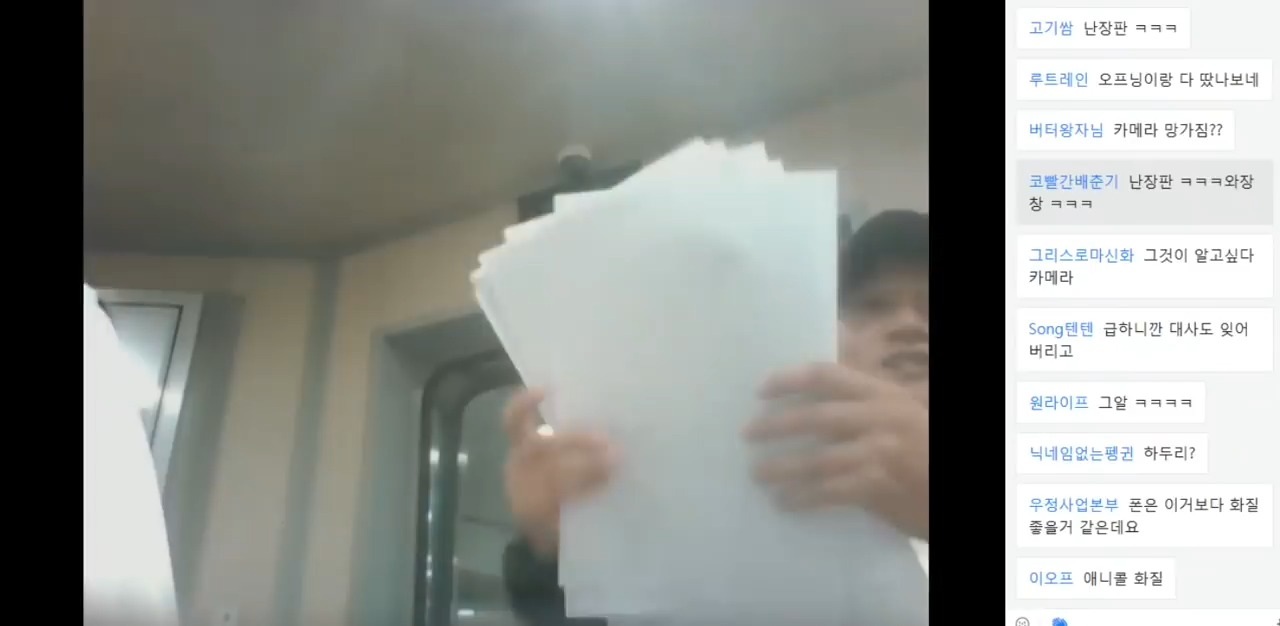 고기쌈 난장판 ㅋㅋㅋ
루트레인 오프닝이랑 다 땄나보네
버터왕자님 카메라 망가짐??
코빨간배춘기 난장판 ㅋㅋㅋ와장
창 ㅋㅋㅋ
그리스로마신화 그것이 알고싶다
카메라
Song텐텐 급하니깐 대사도 잊어
버리고
원라이프 그알 ㅋㅋㅋㅋ
닉네임없는펭귄 하두리?
우정사업본부 폰은 이거보다 화질
좋을거 같은데요
이오프 애니콜 화질